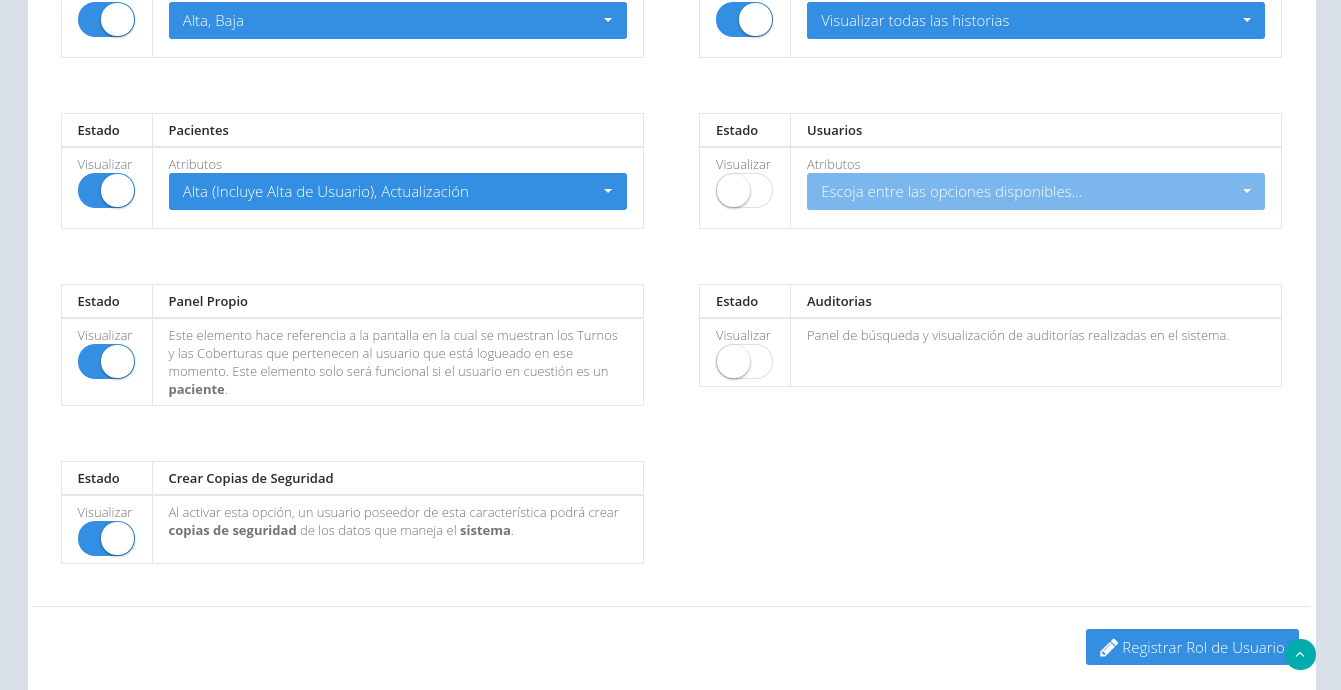 Alta, Baja
Visualizar todas las historias
Estado Pacientes
Visualizar Atributos
Alta (Incluye Alta de Usuario), Actualización
Estado Usuarios
Visualizar Atributos
Escoja entre las opciones disponibles...
Estado Panel Propio
Visualizar
Este elemento hace referencia a la pantalla en la cual se muestran los Turnos
y las Coberturas que pertenecen al usuario que está logueado en ese
momento. Este elemento solo será funcional si el usuario en cuestión es un
paciente.
Estado Auditorias
Visualizar Panel de búsqueda y visualización de auditorías realizadas en el sistema.
Estado Crear Copias de Seguridad
Visualizar
Al activar esta opción, un usuario poseedor de esta característica podrá crear
copias de seguridad de los datos que maneja el sistema.
Registrar Rol de Usuario